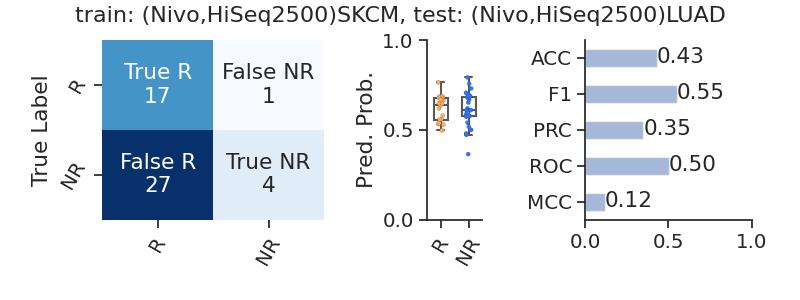 train: (Nivo,HiSeq2500)SKCM, test: (Nivo,HiSeq2500)LUAD
True Label
R
NR
True R
17
False NR
1
False R
27
True NR
4
R
NR
Pred. Prob.
1.0
0.5
0.0
R
NR
ACC
0.43
F1
0.55
PRC
0.35
ROC
0.50
MCC
0.12
0.0
0.5
1.0